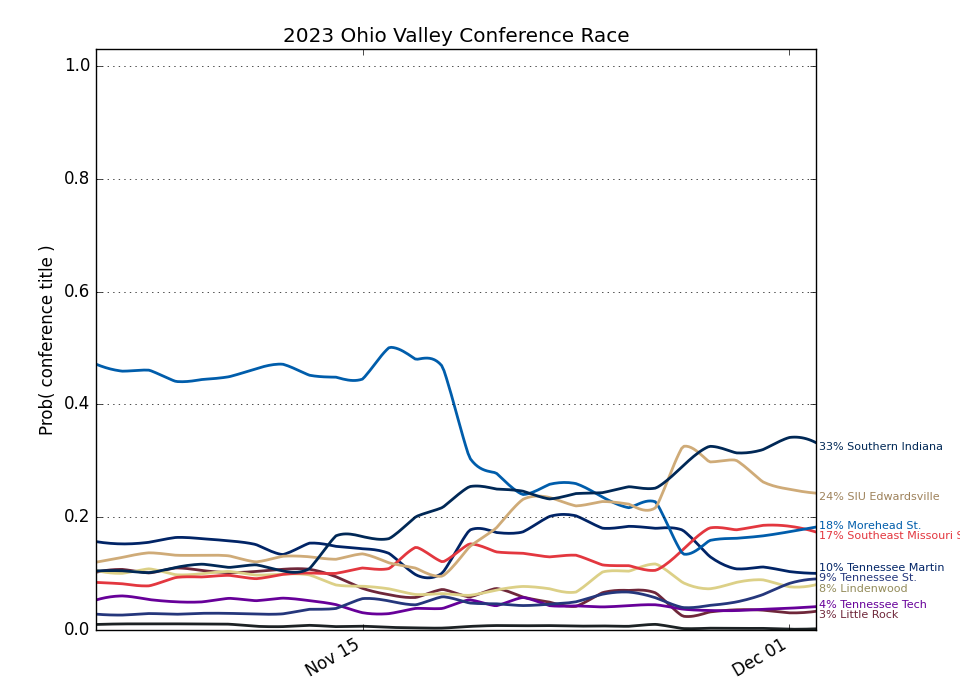 2023 Ohio Valley Conference Race
1.0
0.8
0.6
0.4
0.2
0.0
Prob( conference title )
Nov 15
Dec 01
33% Southern Indiana
24% SIU Edwardsville
18% Morehead St.
17% Southeast Missouri S
10% Tennessee Martin
9% Tennessee St.
8% Lindenwood
4% Tennessee Tech
3% Little Rock